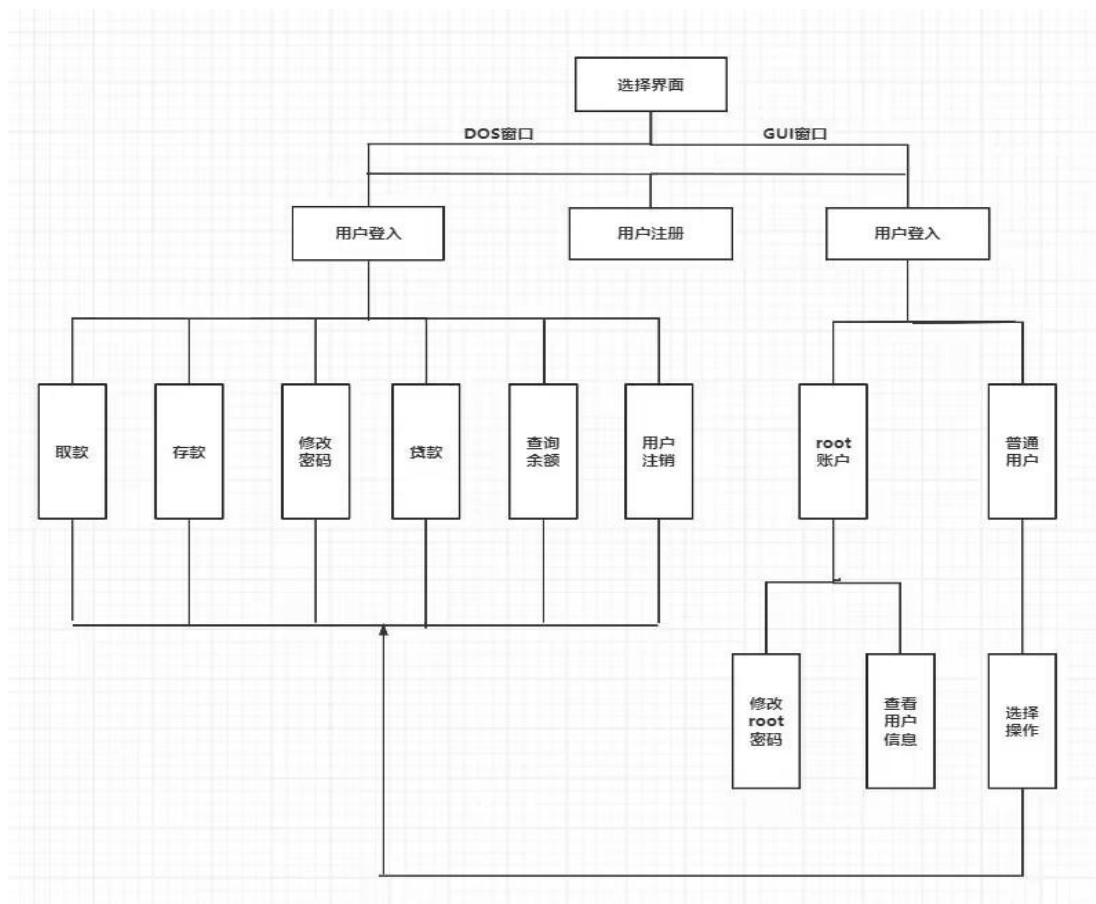 选择界面
DOS窗口
GUI窗口
用户登入
用户注册
用户登入
取款
存款
修改
密码
贷款
查询
余额
用户
注销
root
账户
普通
用户
修改
root
密码
查看
用户
信息
选择
操作